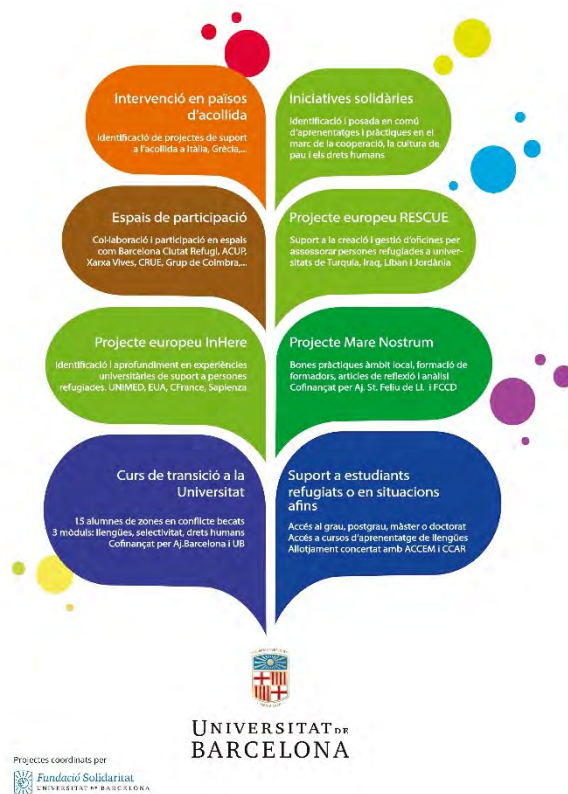 Intervenció en països
d'acollida
Identificació de projectes de suport
a l'acollida a Itàlia, Grècia,...
Iniciatives solidàries
Identificació i posada en comú
d'aprenentatges i pràctiques en el
marc de la cooperació, la cultura de
pau i els drets humans
Espais de participació
Col·laboració i participació en espais
com Barcelona Ciutat Refugi, ACUP,
Xarxa Vives, CRUE, Grup de Coimbra,...
Projecte europeu RESCUE
Suport a la creació i gestió d'oficines per
assessorar persones refugiades a univer-
sitats de Turquia, Iraq, Líban i Jordània
Projecte europeu InHere
Identificació i aprofundiment en experiències
universitàries de suport a persones
refugiades. UNIMED, EUA, CFrance, Sapienza
Projecte Mare Nostrum
Bones pràctiques àmbit local, formació de
formadors, articles de reflexió i anàlisi
Cofinançat per Aj. St. Feliu de Ll. i FCCD
Curs de transició a la
Universitat
15 alumnes de zones en conflicte becats
3 mòduls: llengües, selectivitat, drets humans
Cofinançat per Aj.Barcelona i UB
Suport a estudiants
refugiats o en situacions
afins
Accés al grau, postgrau, màster o doctorat
Accés a cursos d'aprenentatge de llengües
Allotjament concertat amb ACCEM i CCAR
UNIVERSITAT DE
BARCELONA
Projectes coordinats per
Fundació Solidaritat
UNIVERSITAT DE BARCELONA